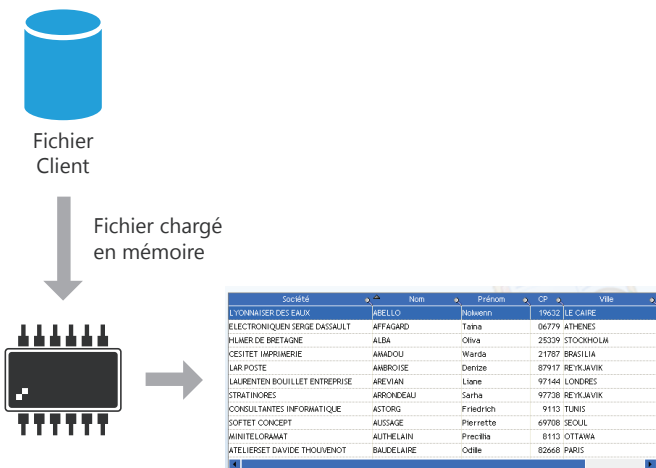 Fichier
Client
Fichier chargé
en mémoire
Société Nom Prénom CP Ville
LYONNAISER DES EAUX ABELLO Nolwenn 19632 LE CAIRE
ELECTRONIQUEN SERGE DASSAULT AFFAGARD Taina 06779 ATHENES
HLMER DE BRETAGNE ALBA Oliva 25339 STOCKHOLM
CESITET IMPRIMERIE AMADOU Warda 21787 BRASILIA
LAR POSTE AMBROISE Denize 87917 REYKJAVIK
LAURENTEN BOUILLET ENTREPRISE AREVIAN Liane 97144 LONDRES
STRATINORES ARRONDEAU Sarha 97738 REYKJAVIK
CONSULTANTES INFORMATIQUE ASTORG Friedrich 9113 TUNIS
SOFTET CONCEPT AUSSAGE Pierrette 69708 SEOUL
MINITELORAMAT AUTHELAIN Precillia 8113 OTTAWA
ATELIERSET DAVIDE THOUVENOT BAUDELAIRE Odile 82668 PARIS